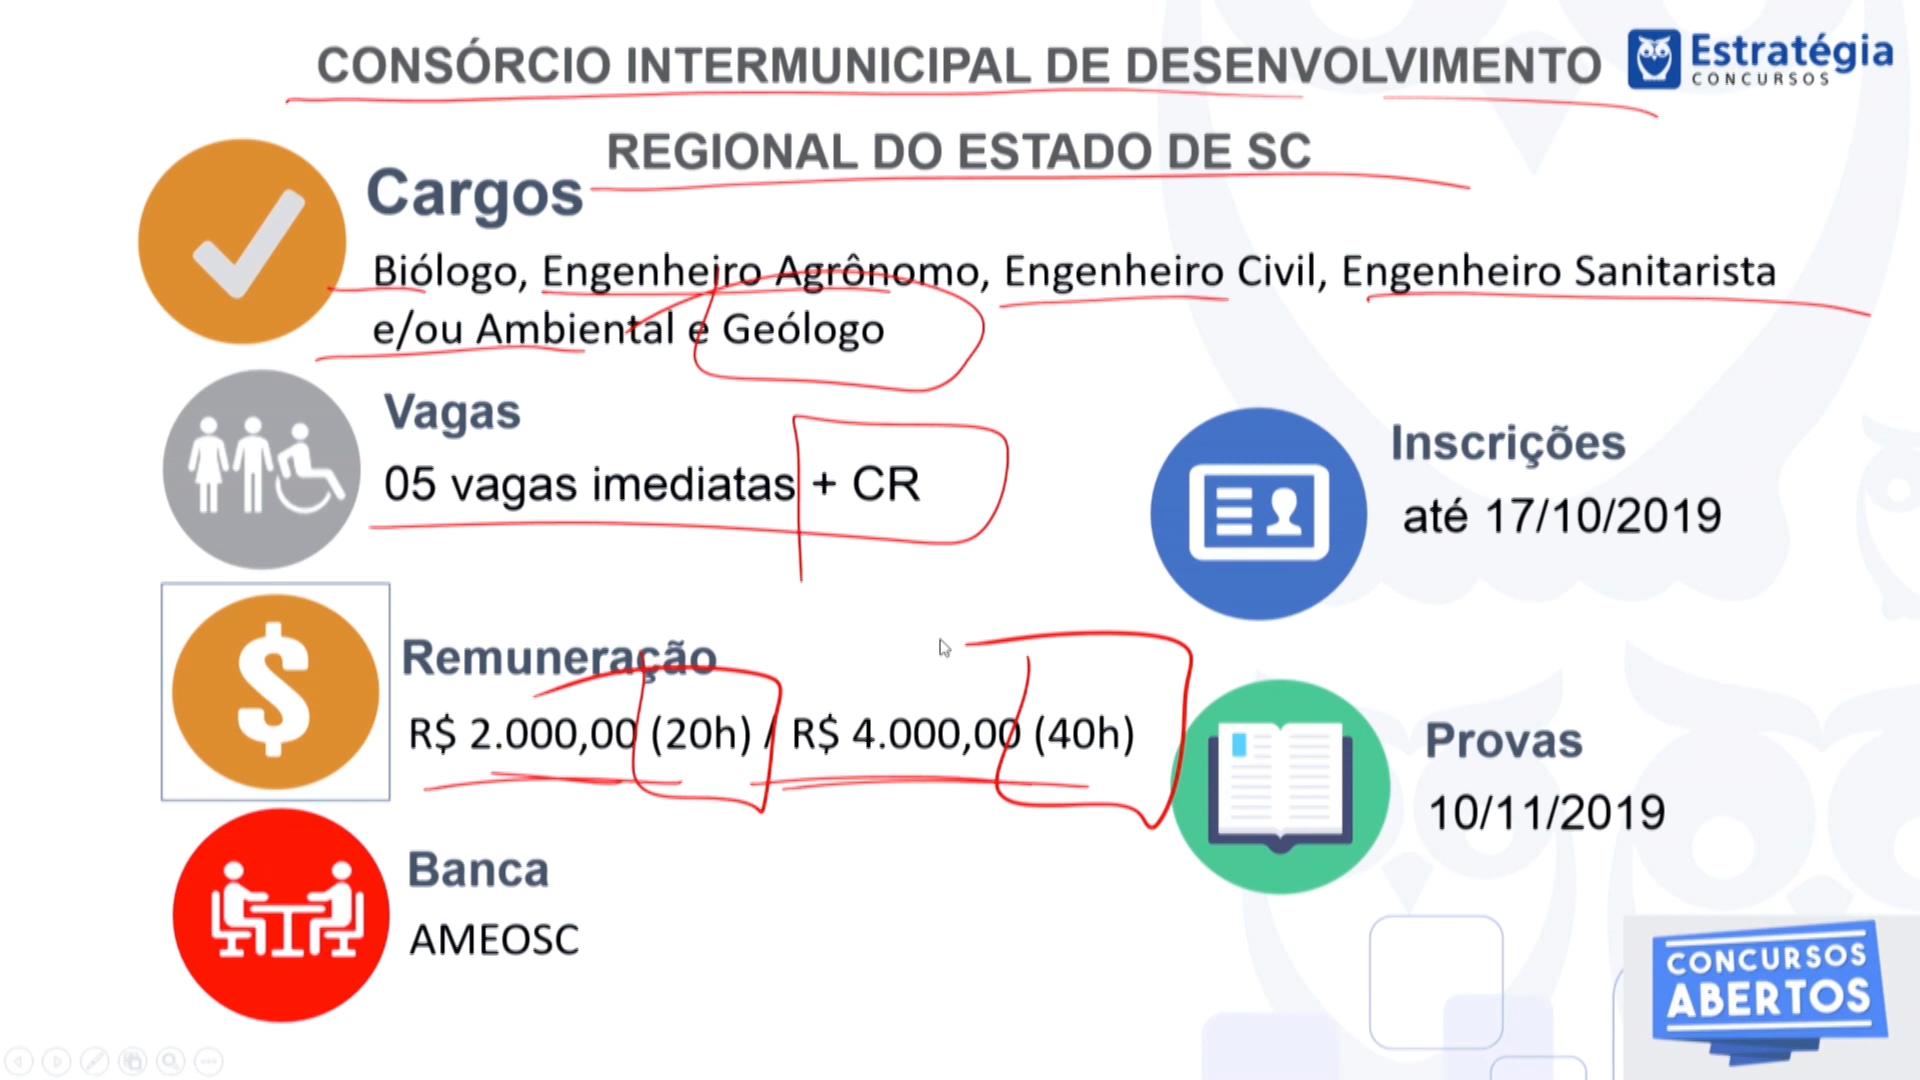 CONSÓRCIO INTERMUNICIPAL DE DESENVOLVIMENTO
REGIONAL DO ESTADO DE SC
Estratégia
CONCURSOS
Cargos
Biólogo, Engenheiro Agrônomo, Engenheiro Civil, Engenheiro Sanitarista
e/ou Ambiental e Geólogo
Vagas
05 vagas imediatas + CR
Inscrições
até 17/10/2019
Remuneração
R$ 2.000,00 (20h) / R$ 4.000,00 (40h)
Provas
10/11/2019
Banca
AMEOSC
CONCURSOS
ABERTOS